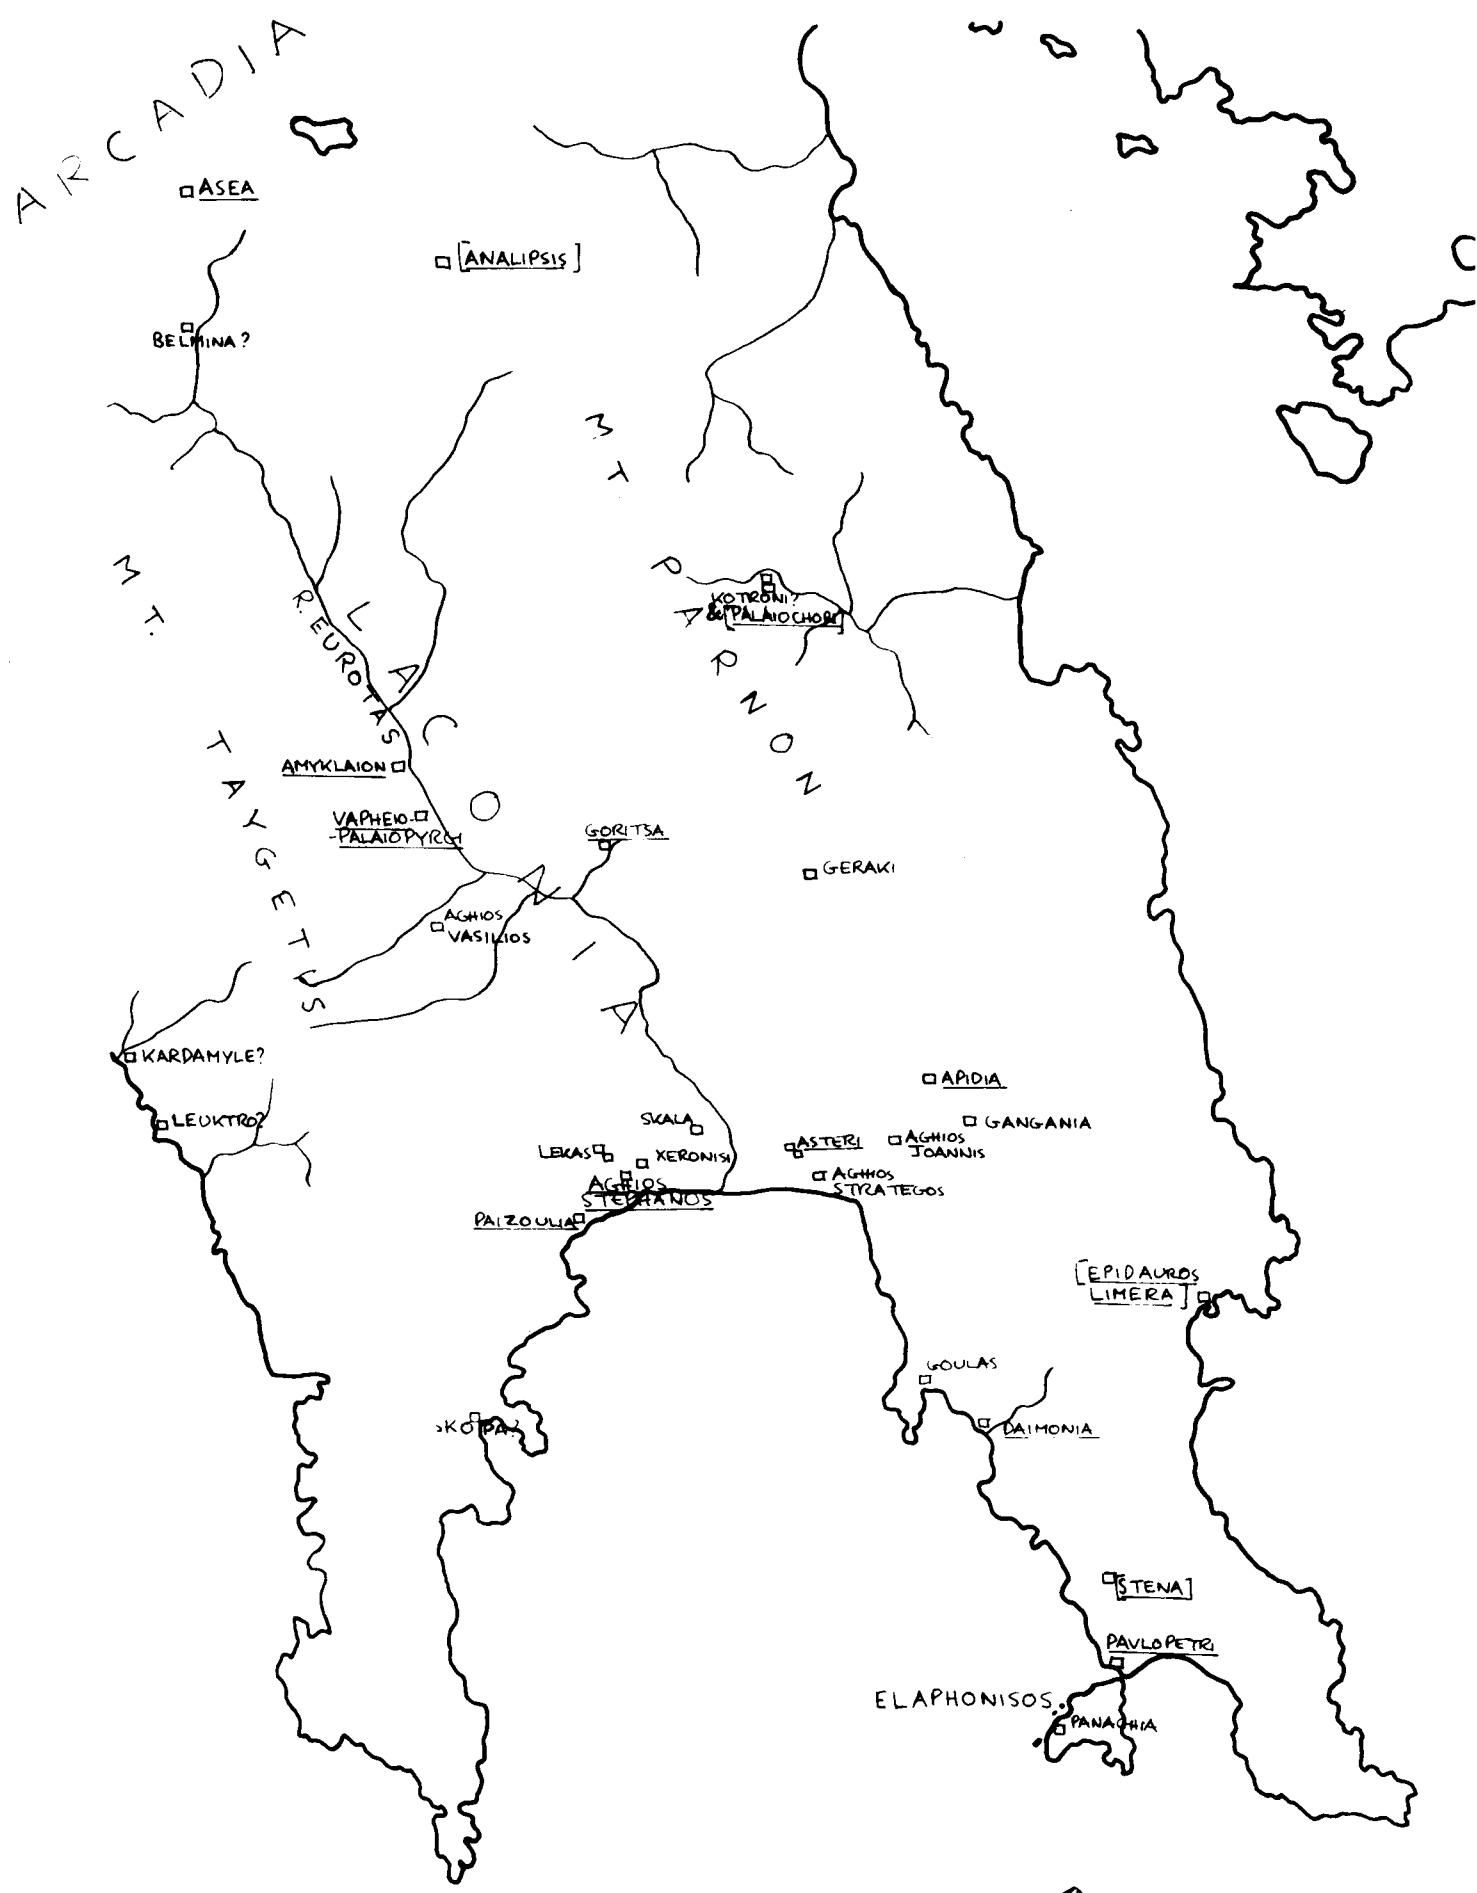 ARCADIA
ASEA
[ANALIPSIS]
C
BELMINA?
MT PARNON
MT. TAYGETUS
KOTRONI?
& [PALAIOCHORI]
R. EUROTAS
LACONIA
AMYKLAION
VAPHEIO-
-PALAIOPYRGI
GORITSA
GERAKI
AGHIOS
VASILIOS
KARDAMYLE?
LEUKTRO?
APIDIA
GANGANIA
SKALA
LEKAS
XERONISI
ASTERI
AGHIOS
JOANNIS
AGHIOS
STEPHANOS
AGHIOS
STRATEGOS
PAIZOULIA
[EPIDAUROS
LIMERA]
GOULAS
DAIMONIA
[STENA]
PAVLOPETRI
ELAPHONISOS
PANAGHIA